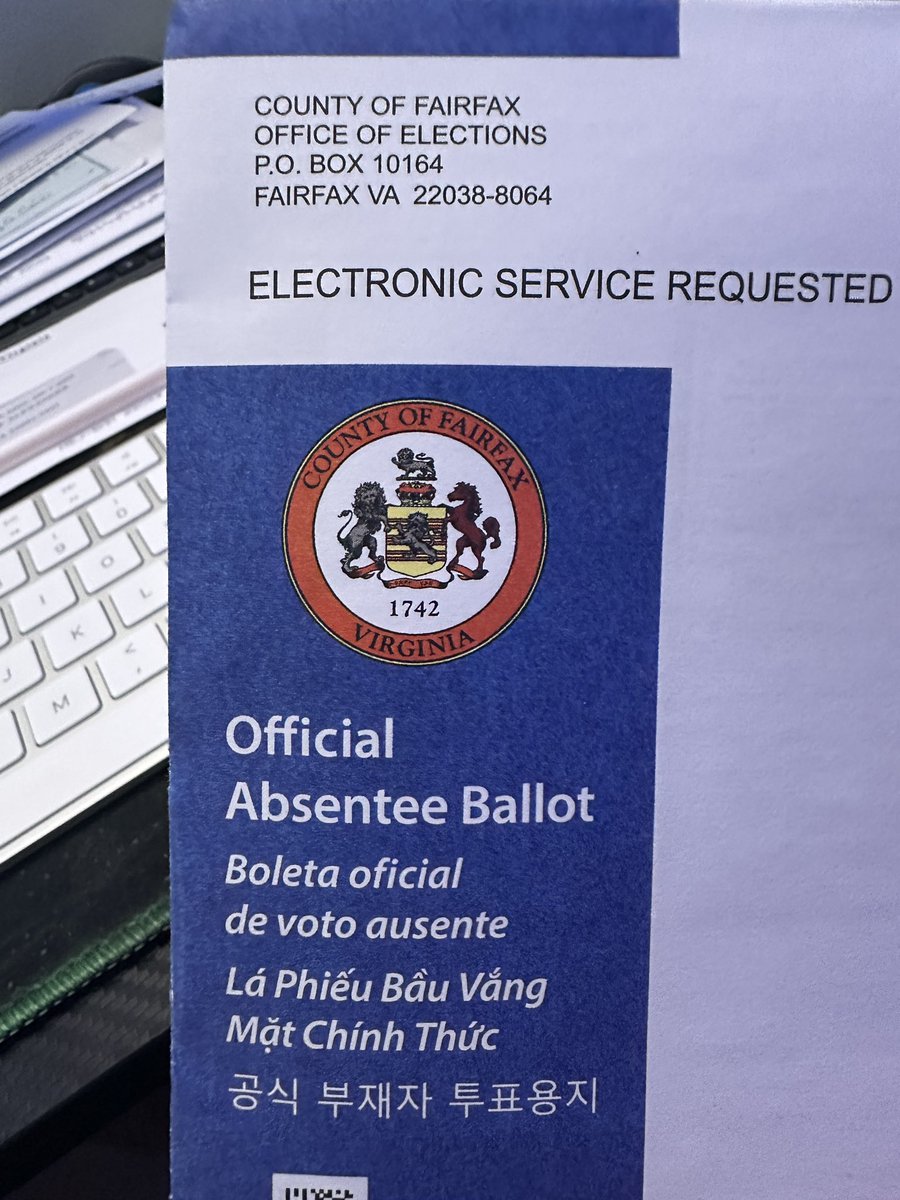 COUNTY OF FAIRFAX
OFFICE OF ELECTIONS
P.O. BOX 10164
FAIRFAX VA 22038-8064
ELECTRONIC SERVICE REQUESTED
COUNTY OF FAIRFAX
1742
VIRGINIA
Official
Absentee Ballot
Boleta oficial
de voto ausente
Lá Phiếu Bầu Vắng
Mặt Chính Thức
공식 부재자 투표용지
O
I
L
K
J
M